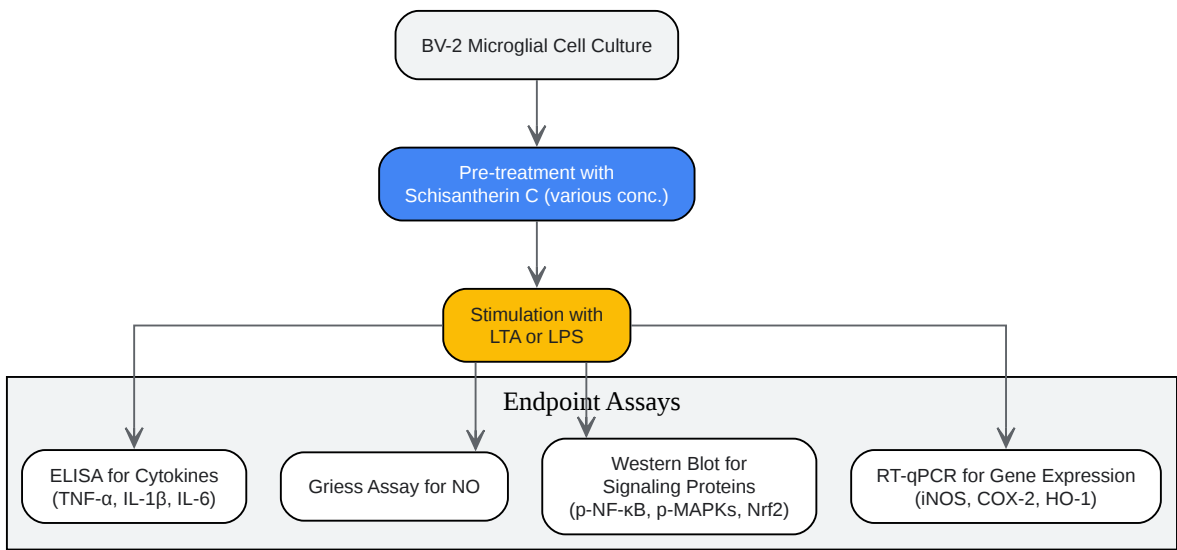 BV-2 Microglial Cell Culture
Pre-treatment with
Schisantherin C (various conc.)
Stimulation with
LTA or LPS
Endpoint Assays
ELISA for Cytokines
(TNF-α, IL-1β, IL-6)
Griess Assay for NO
Western Blot for
Signaling Proteins
(p-NF-κB, p-MAPKs, Nrf2)
RT-qPCR for Gene Expression
(iNOS, COX-2, HO-1)